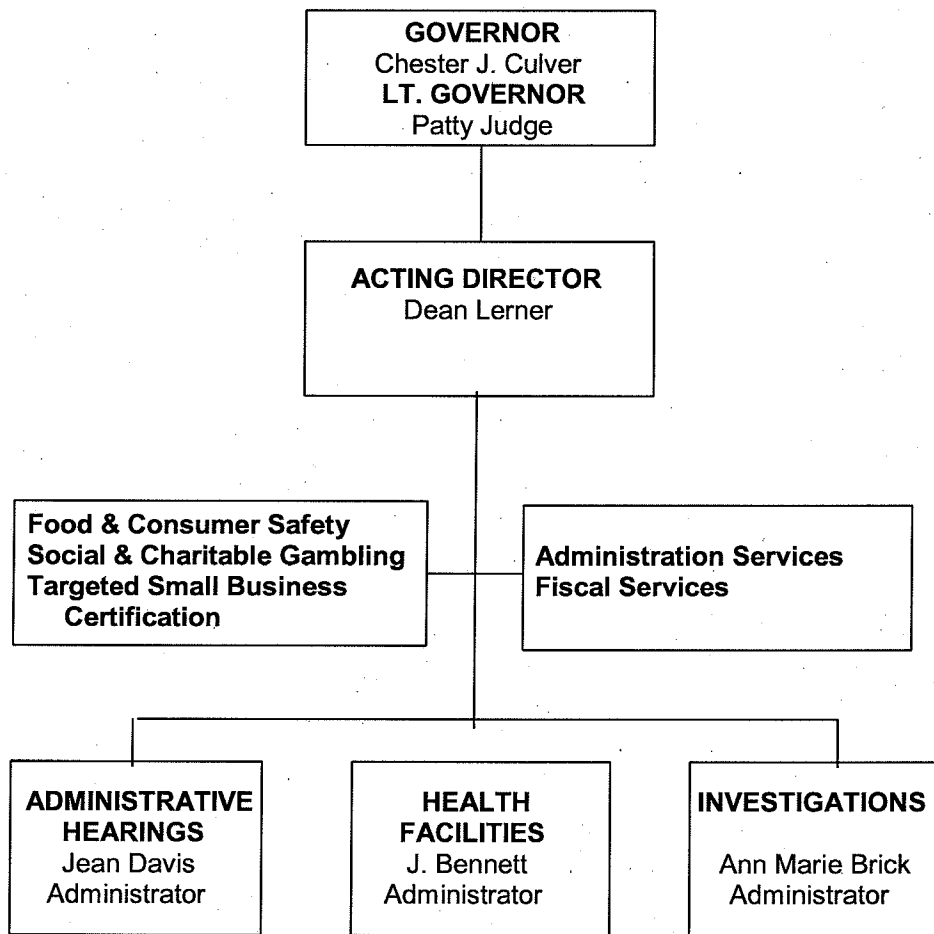 GOVERNOR
Chester J. Culver
LT. GOVERNOR
Patty Judge
ACTING DIRECTOR
Dean Lerner
Food & Consumer Safety
Social & Charitable Gambling
Targeted Small Business
Certification
Administration Services
Fiscal Services
ADMINISTRATIVE
HEARINGS
Jean Davis
Administrator
HEALTH
FACILITIES
J. Bennett
Administrator
INVESTIGATIONS
Ann Marie Brick
Administrator